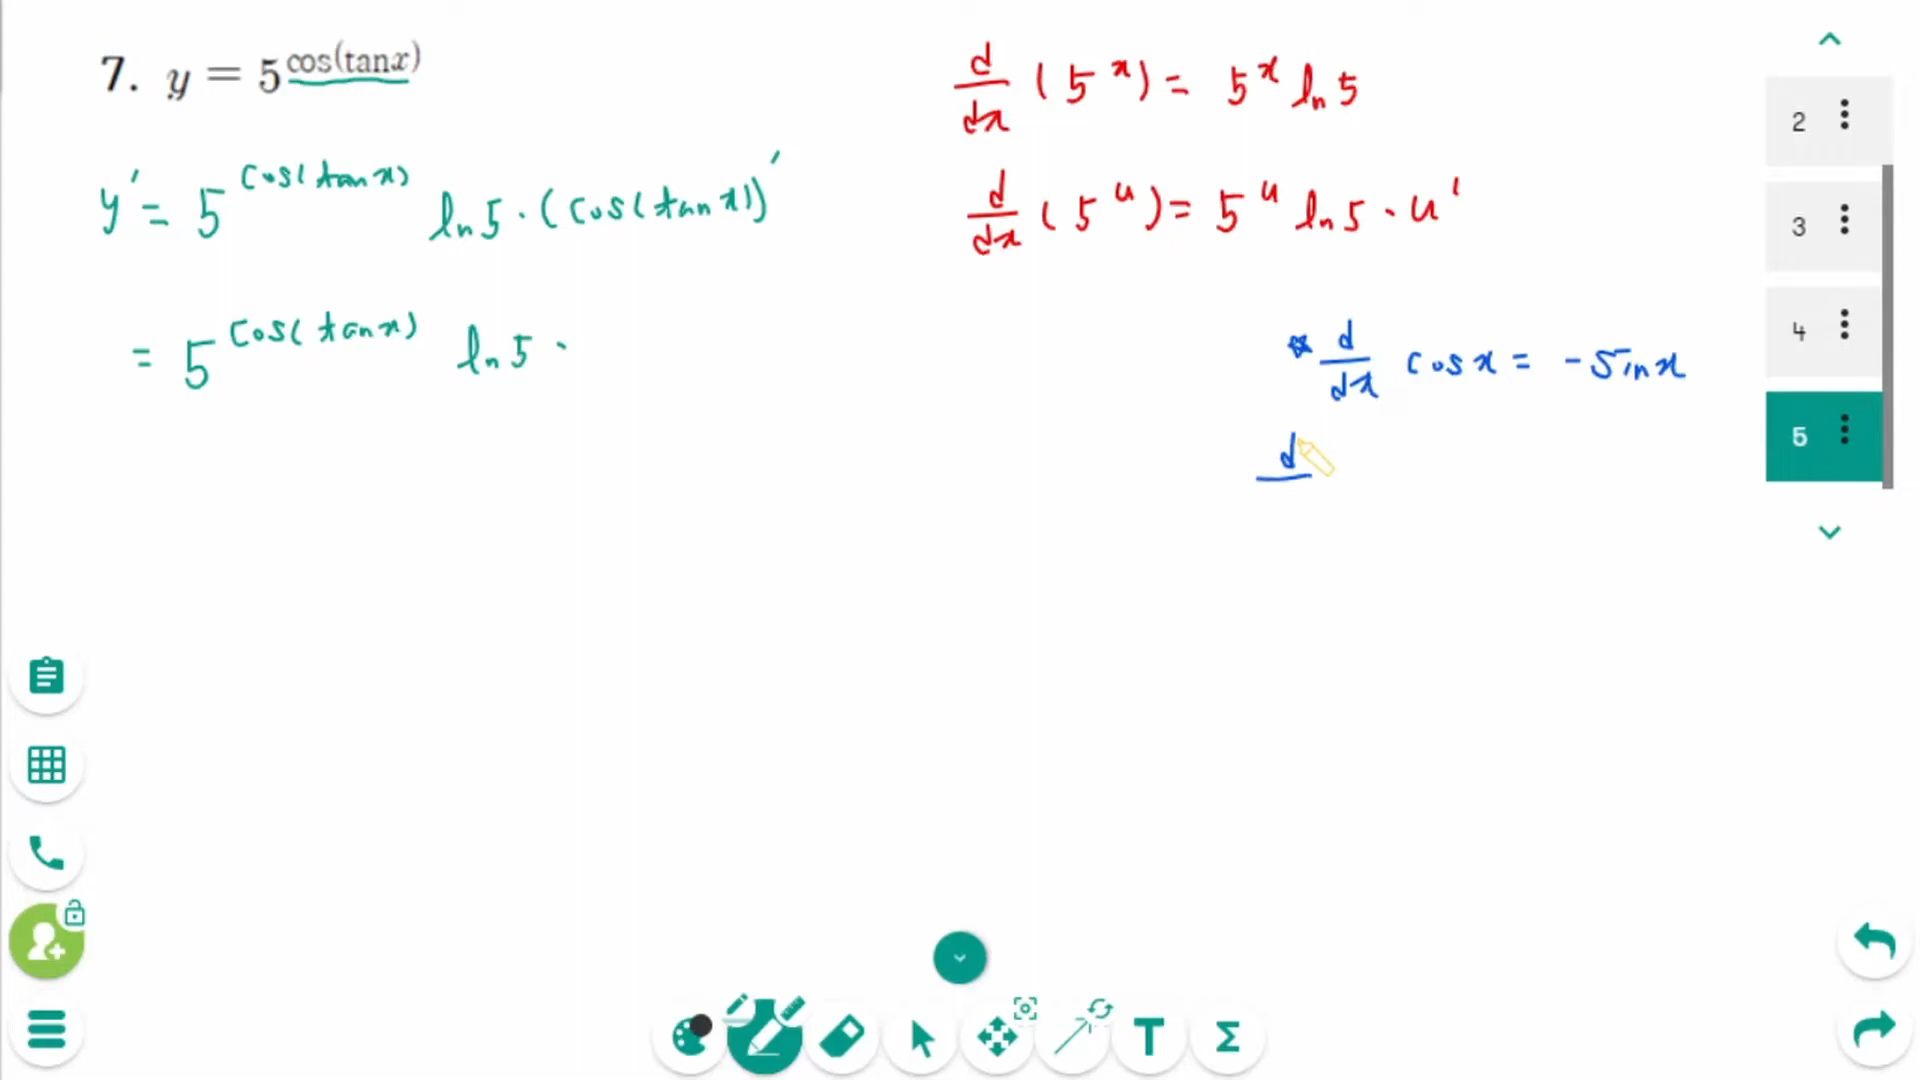 7. y = 5^cos(tanx)
y' = 5^cos(tan x) ln 5 · (cos(tan x))'
= 5^cos(tan x) ln 5 ·
d/dx (5^x) = 5^x ln 5
d/dx (5^u) = 5^u ln 5 · u'
* d/dx cos x = - sin x
d
2
3
4
5
T
Σ